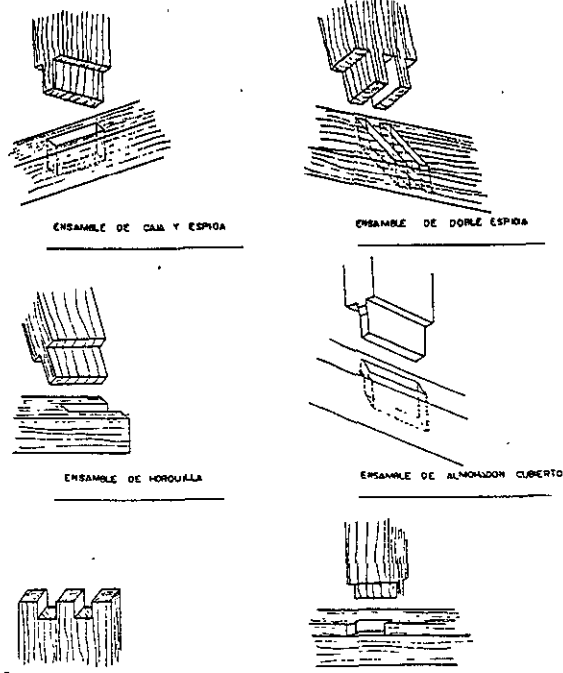 ENSAMBLE DE CAJA Y ESPIGA
ENSAMBLE DE DOBLE ESPIGA
ENSAMBLE DE HORQUILLA
ENSAMBLE DE ALMOHADON CUBIERTO